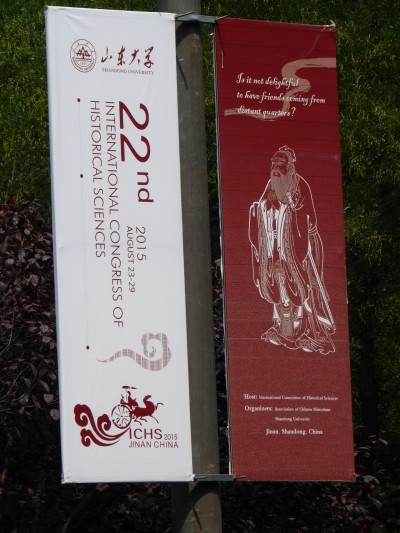 山东大学
SHANDONG UNIVERSITY
22nd
INTERNATIONAL CONGRESS OF
HISTORICAL SCIENCES
2015
AUGUST 23-29
ICHS 2015
JINAN CHINA
Is it not delightful
to have friends coming from
distant quarters?
Host: International Committee of Historical Sciences
Organizers: Association of Chinese Historians
Shandong University
Jinan, Shandong, China